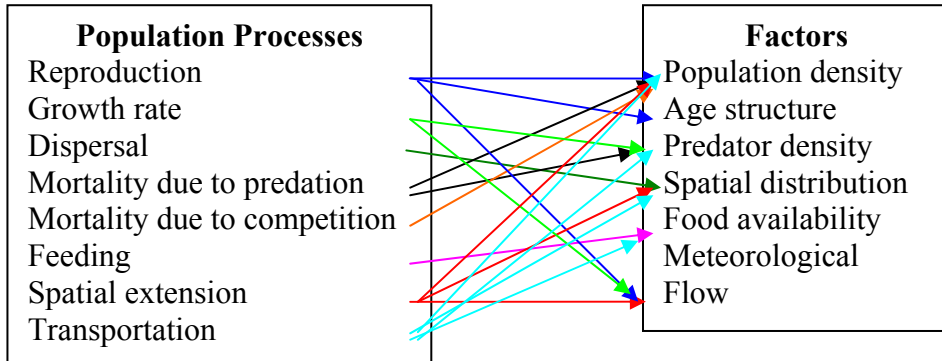 Population Processes
Reproduction
Growth rate
Dispersal
Mortality due to predation
Mortality due to competition
Feeding
Spatial extension
Transportation
Factors
Population density
Age structure
Predator density
Spatial distribution
Food availability
Meteorological
Flow